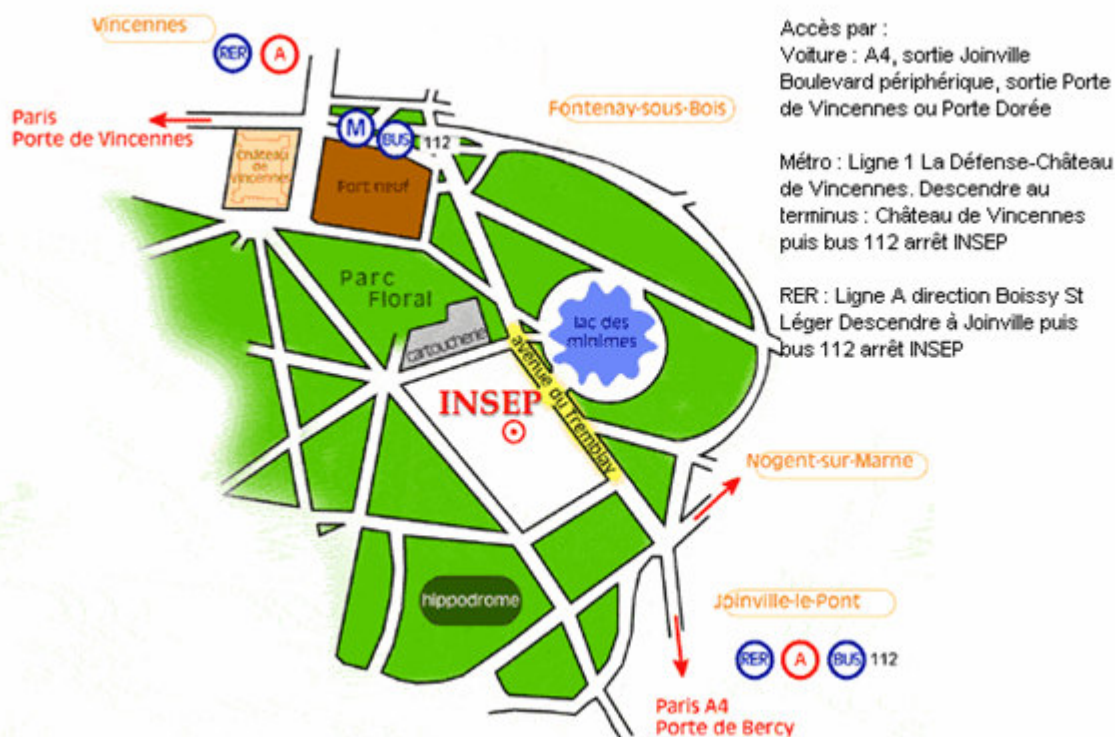 Vincennes
RER A
Paris
Porte de Vincennes
Château
de
Vincennes
M
BUS 112
Fort neuf
Fontenay-sous-Bois
Accès par :
Voiture : A4, sortie Joinville
Boulevard périphérique, sortie Porte
de Vincennes ou Porte Dorée
Métro : Ligne 1 La Défense-Château
de Vincennes. Descendre au
terminus : Château de Vincennes
puis bus 112 arrêt INSEP
RER : Ligne A direction Boissy St
Léger Descendre à Joinville puis
bus 112 arrêt INSEP
Parc
Floral
cartoucherie
lac des
minimes
avenue du Tremblay
INSEP
Nogent-sur-Marne
hippodrome
Joinville-le-Pont
RER A BUS 112
Paris A4
Porte de Bercy